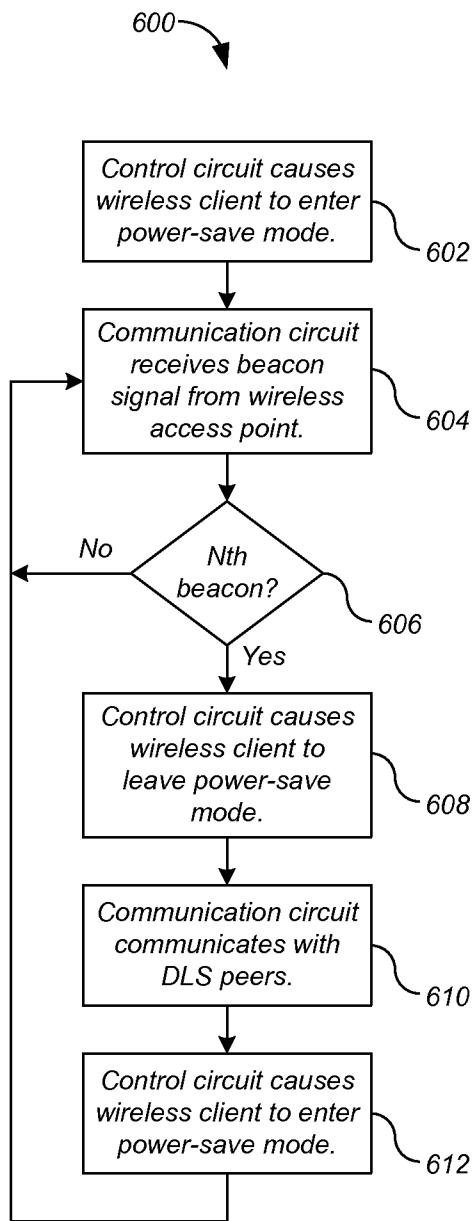 600
Control circuit causes
wireless client to enter
power-save mode.
602
Communication circuit
receives beacon
signal from wireless
access point.
604
No
Nth
beacon?
606
Yes
Control circuit causes
wireless client to
leave power-save
mode.
608
Communication circuit
communicates with
DLS peers.
610
Control circuit causes
wireless client to enter
power-save mode.
612